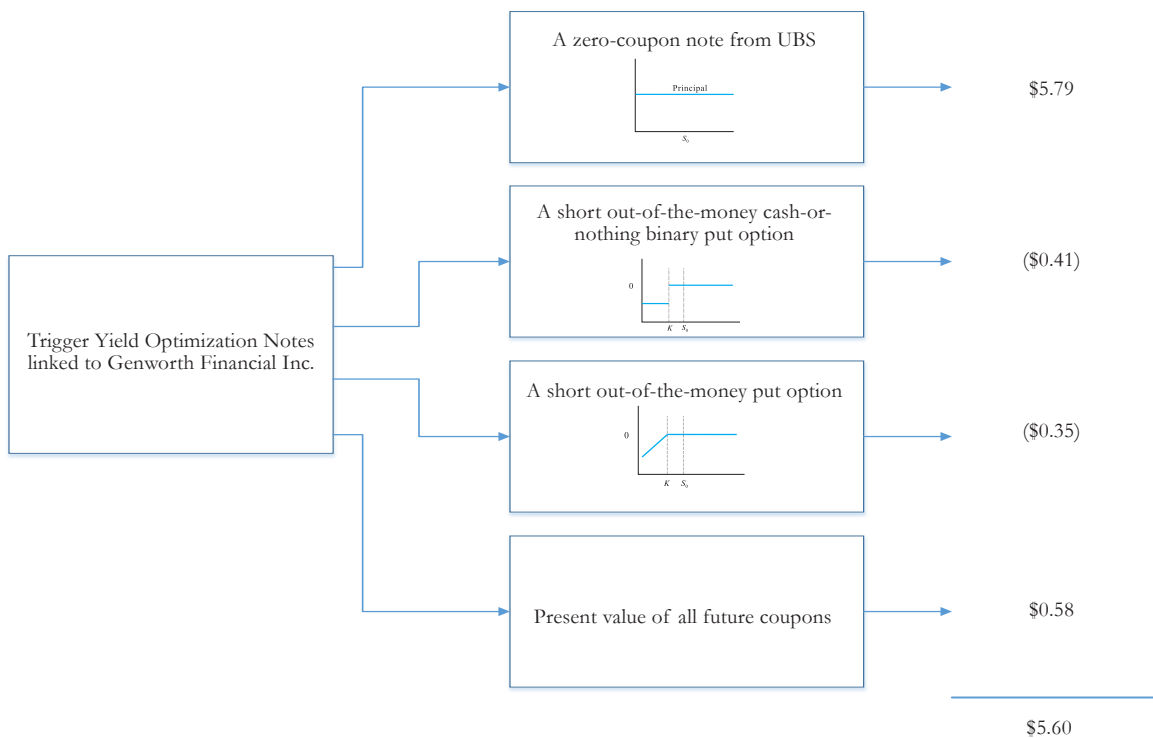 A zero-coupon note from UBS
Principal
S₀
$5.79
A short out-of-the-money cash-or-
nothing binary put option
0
K S₀
($0.41)
Trigger Yield Optimization Notes
linked to Genworth Financial Inc.
A short out-of-the-money put option
0
K S₀
($0.35)
Present value of all future coupons
$0.58
$5.60